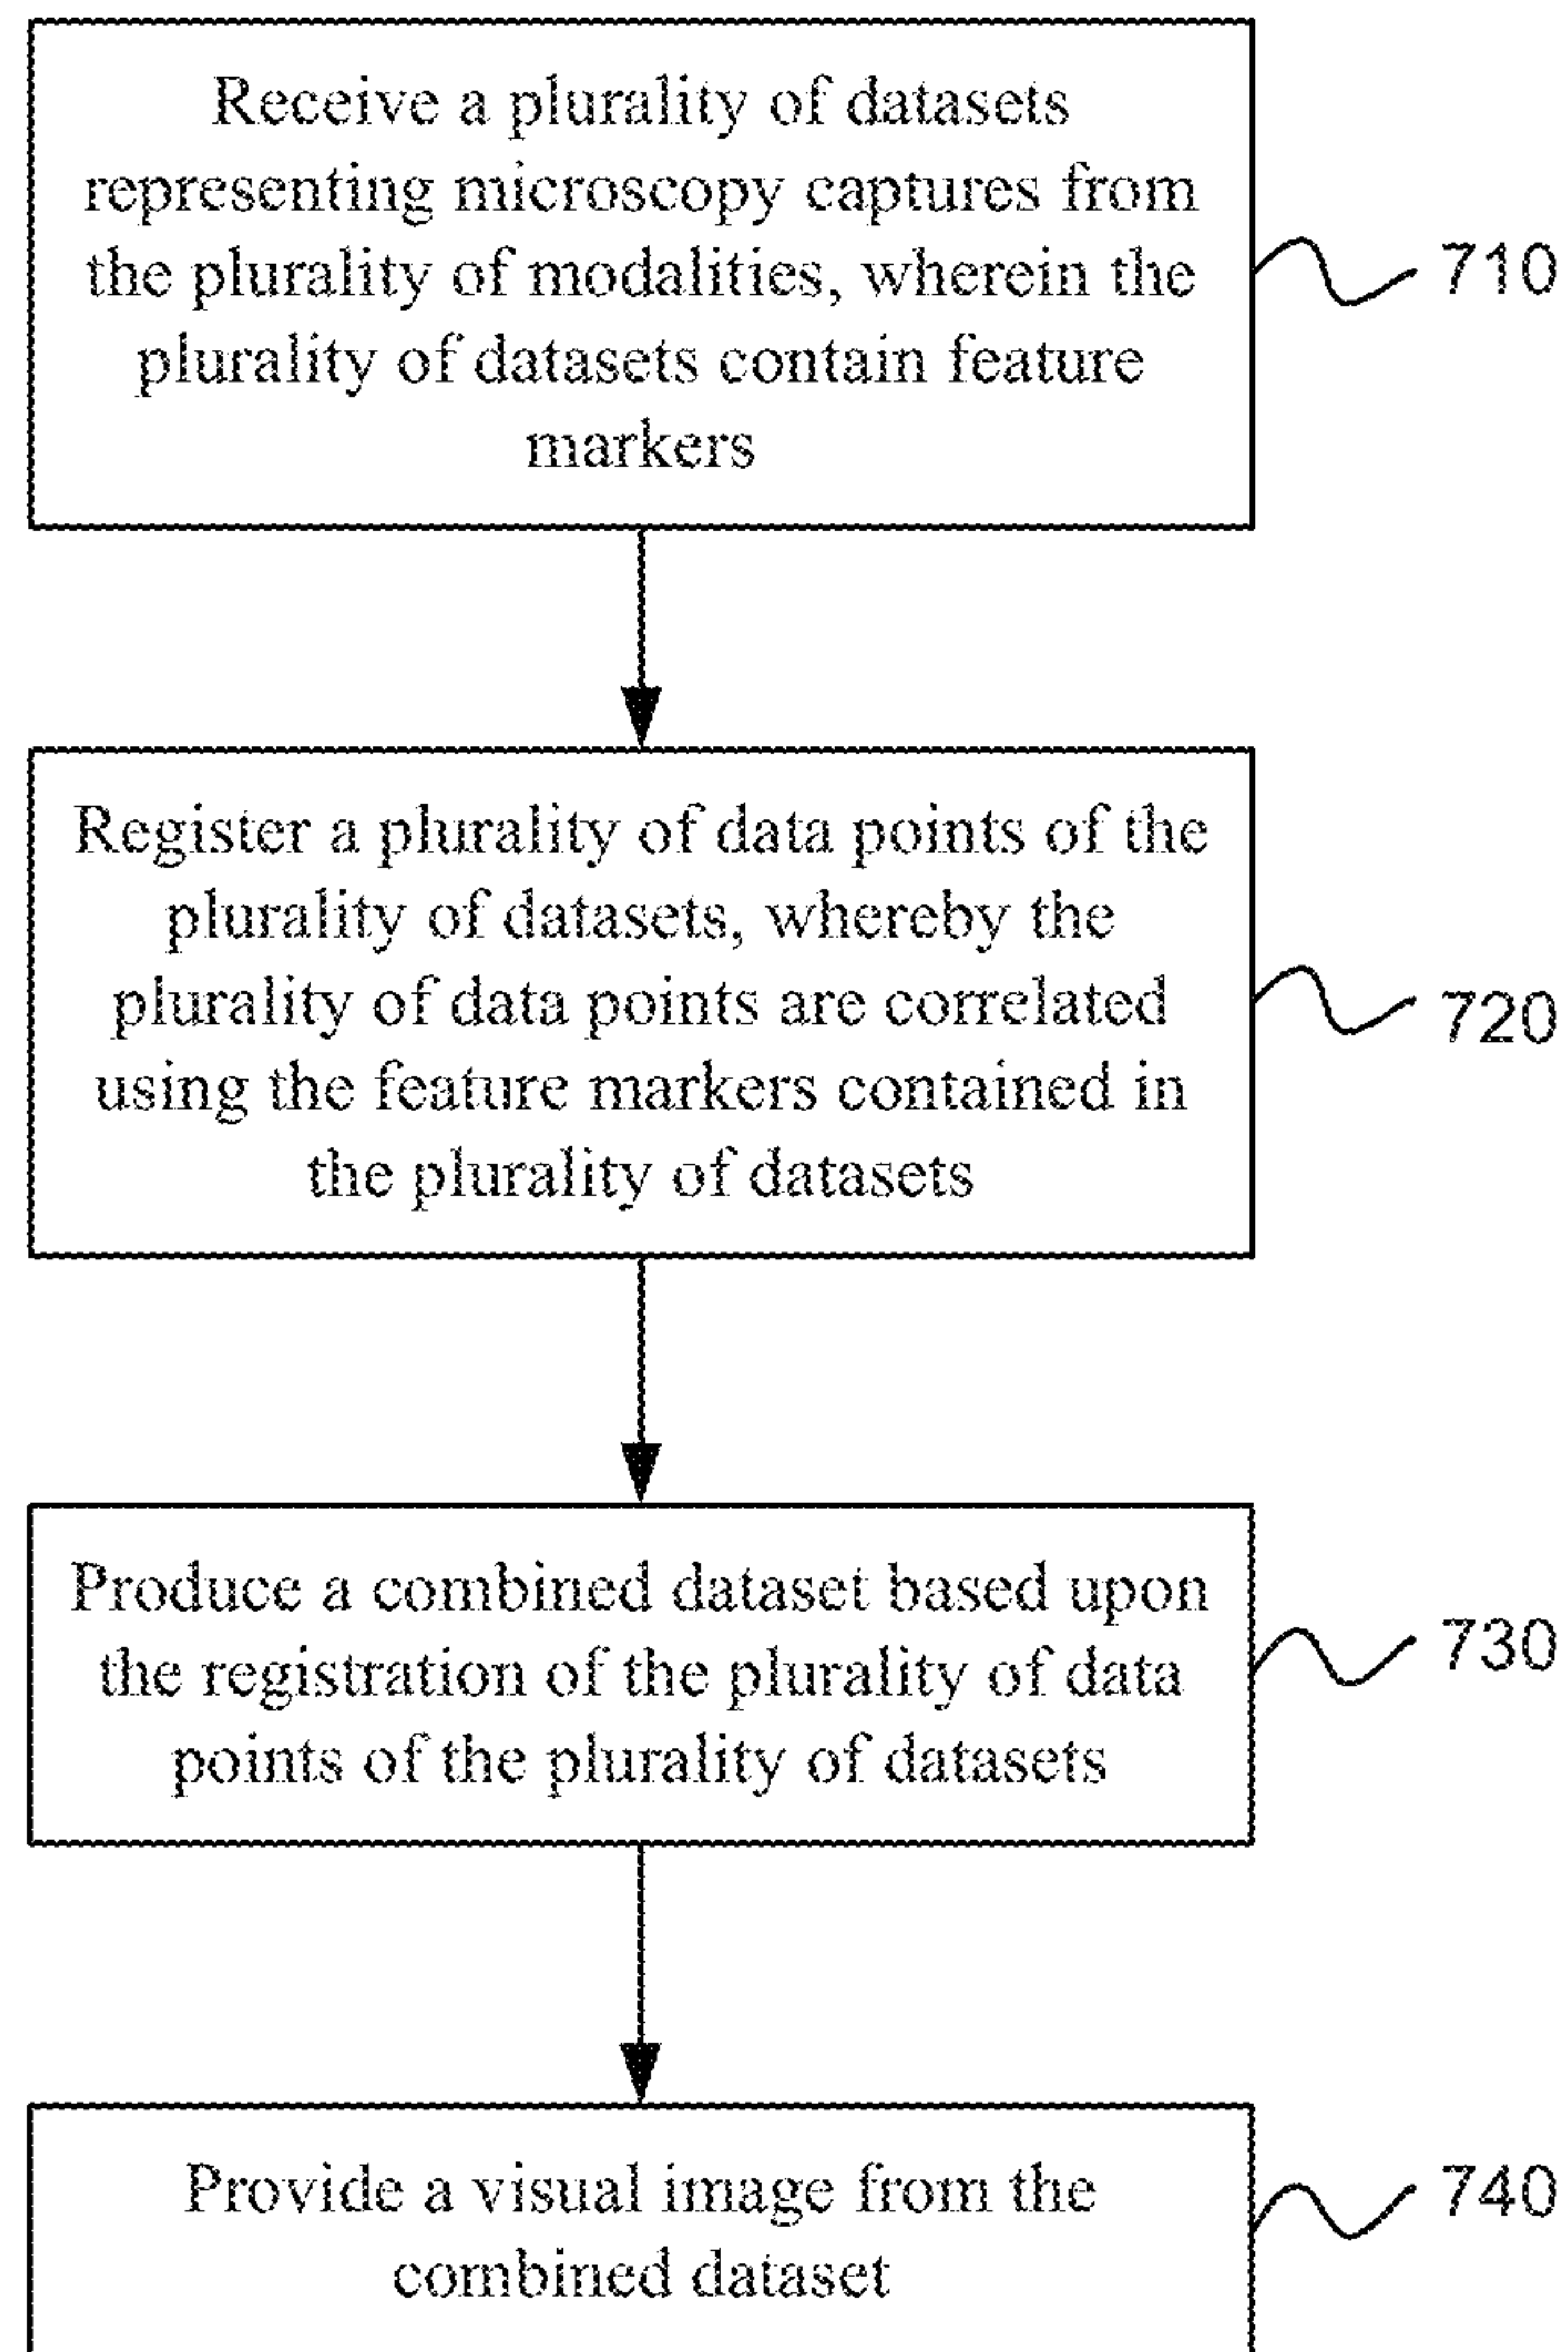 Receive a plurality of datasets
representing microscopy captures from
the plurality of modalities, wherein the
plurality of datasets contain feature
markers
710
Register a plurality of data points of the
plurality of datasets, whereby the
plurality of data points are correlated
using the feature markers contained in
the plurality of datasets
720
Produce a combined dataset based upon
the registration of the plurality of data
points of the plurality of datasets
730
Provide a visual image from the
combined dataset
740